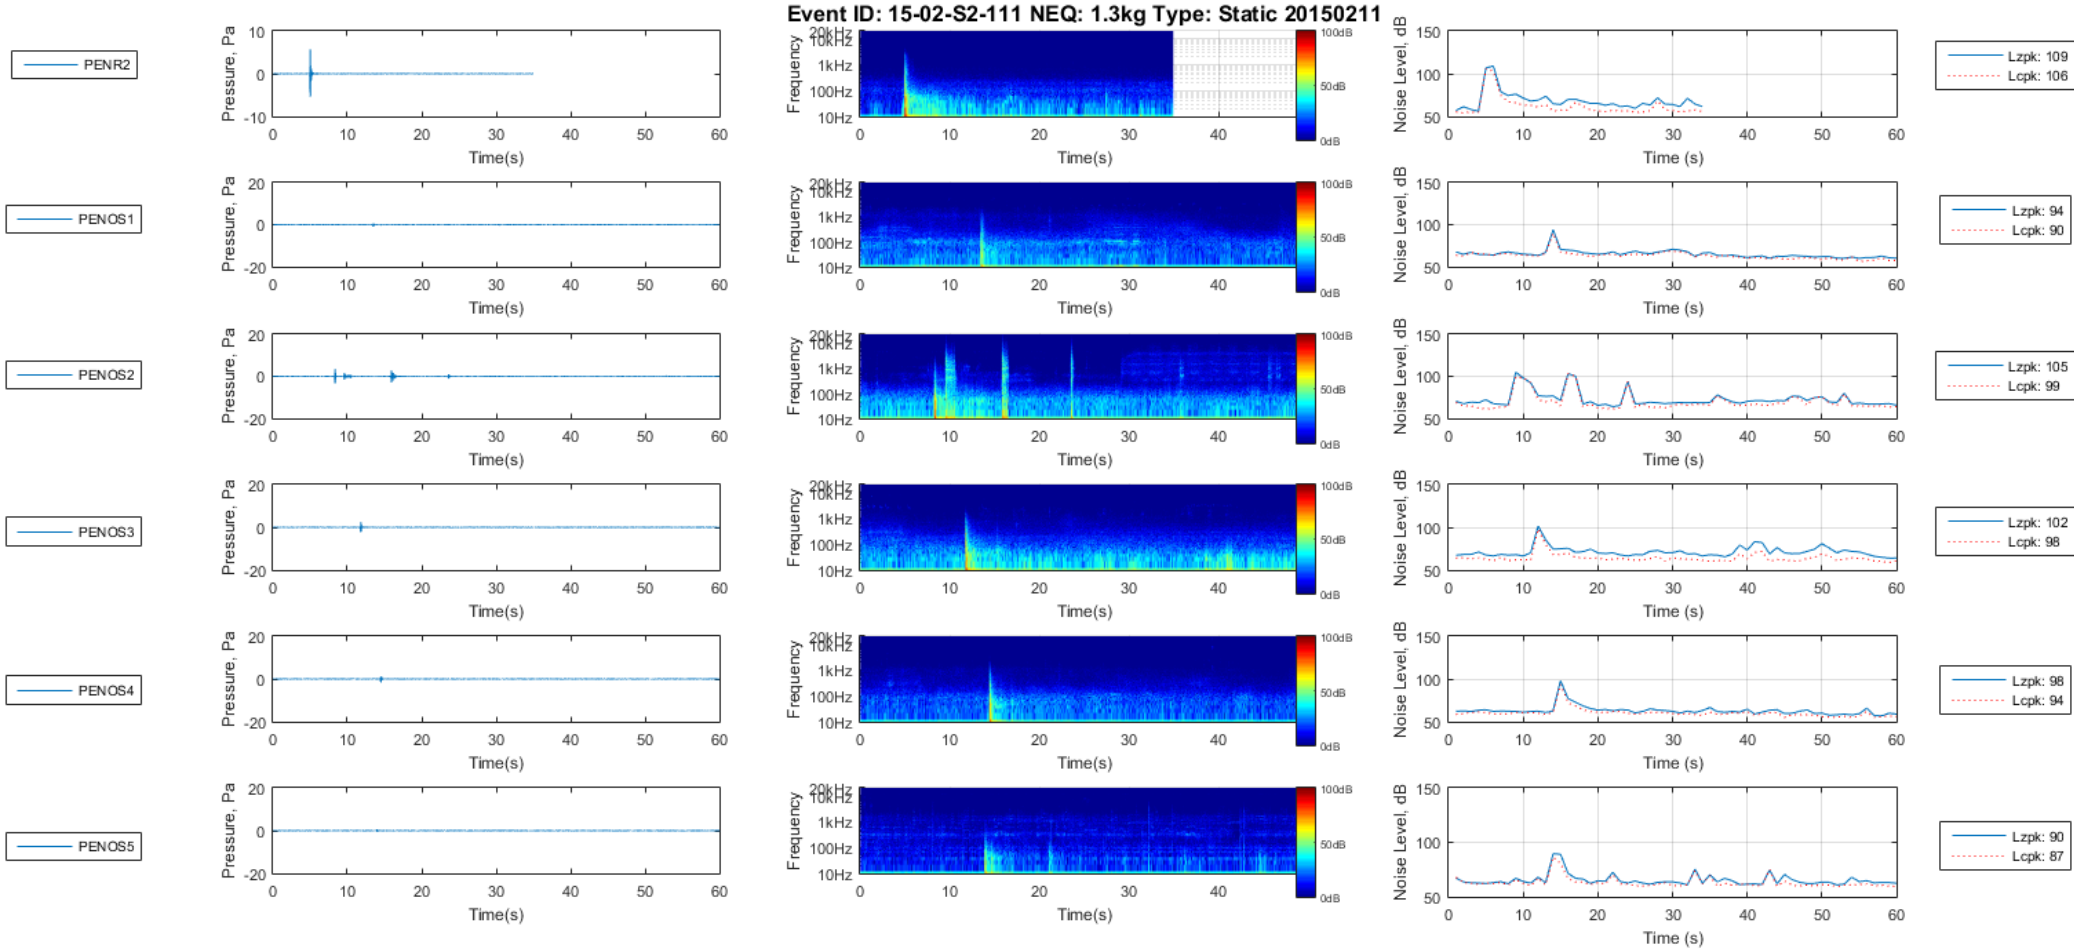 Event ID: 15-02-S2-111 NEQ: 1.3kg Type: Static 20150211
PENR2
Pressure, Pa
10
0
-10
0 10 20 30 40 50 60
Time(s)
Frequency
20kHz
10kHz
1kHz
100Hz
10Hz
0 10 20 30 40
Time(s)
100dB
50dB
0dB
Noise Level, dB
150
100
50
0 10 20 30 40 50 60
Time (s)
Lzpk: 109
Lcpk: 106
PENOS1
Pressure, Pa
20
0
-20
0 10 20 30 40 50 60
Time(s)
Frequency
20kHz
10kHz
1kHz
100Hz
10Hz
0 10 20 30 40
Time(s)
100dB
50dB
0dB
Noise Level, dB
150
100
50
0 10 20 30 40 50 60
Time (s)
Lzpk: 94
Lcpk: 90
PENOS2
Pressure, Pa
20
0
-20
0 10 20 30 40 50 60
Time(s)
Frequency
20kHz
10kHz
1kHz
100Hz
10Hz
0 10 20 30 40
Time(s)
100dB
50dB
0dB
Noise Level, dB
150
100
50
0 10 20 30 40 50 60
Time (s)
Lzpk: 105
Lcpk: 99
PENOS3
Pressure, Pa
20
0
-20
0 10 20 30 40 50 60
Time(s)
Frequency
20kHz
10kHz
1kHz
100Hz
10Hz
0 10 20 30 40
Time(s)
100dB
50dB
0dB
Noise Level, dB
150
100
50
0 10 20 30 40 50 60
Time (s)
Lzpk: 102
Lcpk: 98
PENOS4
Pressure, Pa
20
0
-20
0 10 20 30 40 50 60
Time(s)
Frequency
20kHz
10kHz
1kHz
100Hz
10Hz
0 10 20 30 40
Time(s)
100dB
50dB
0dB
Noise Level, dB
150
100
50
0 10 20 30 40 50 60
Time (s)
Lzpk: 98
Lcpk: 94
PENOS5
Pressure, Pa
20
0
-20
0 10 20 30 40 50 60
Time(s)
Frequency
20kHz
10kHz
1kHz
100Hz
10Hz
0 10 20 30 40
Time(s)
100dB
50dB
0dB
Noise Level, dB
150
100
50
0 10 20 30 40 50 60
Time (s)
Lzpk: 90
Lcpk: 87